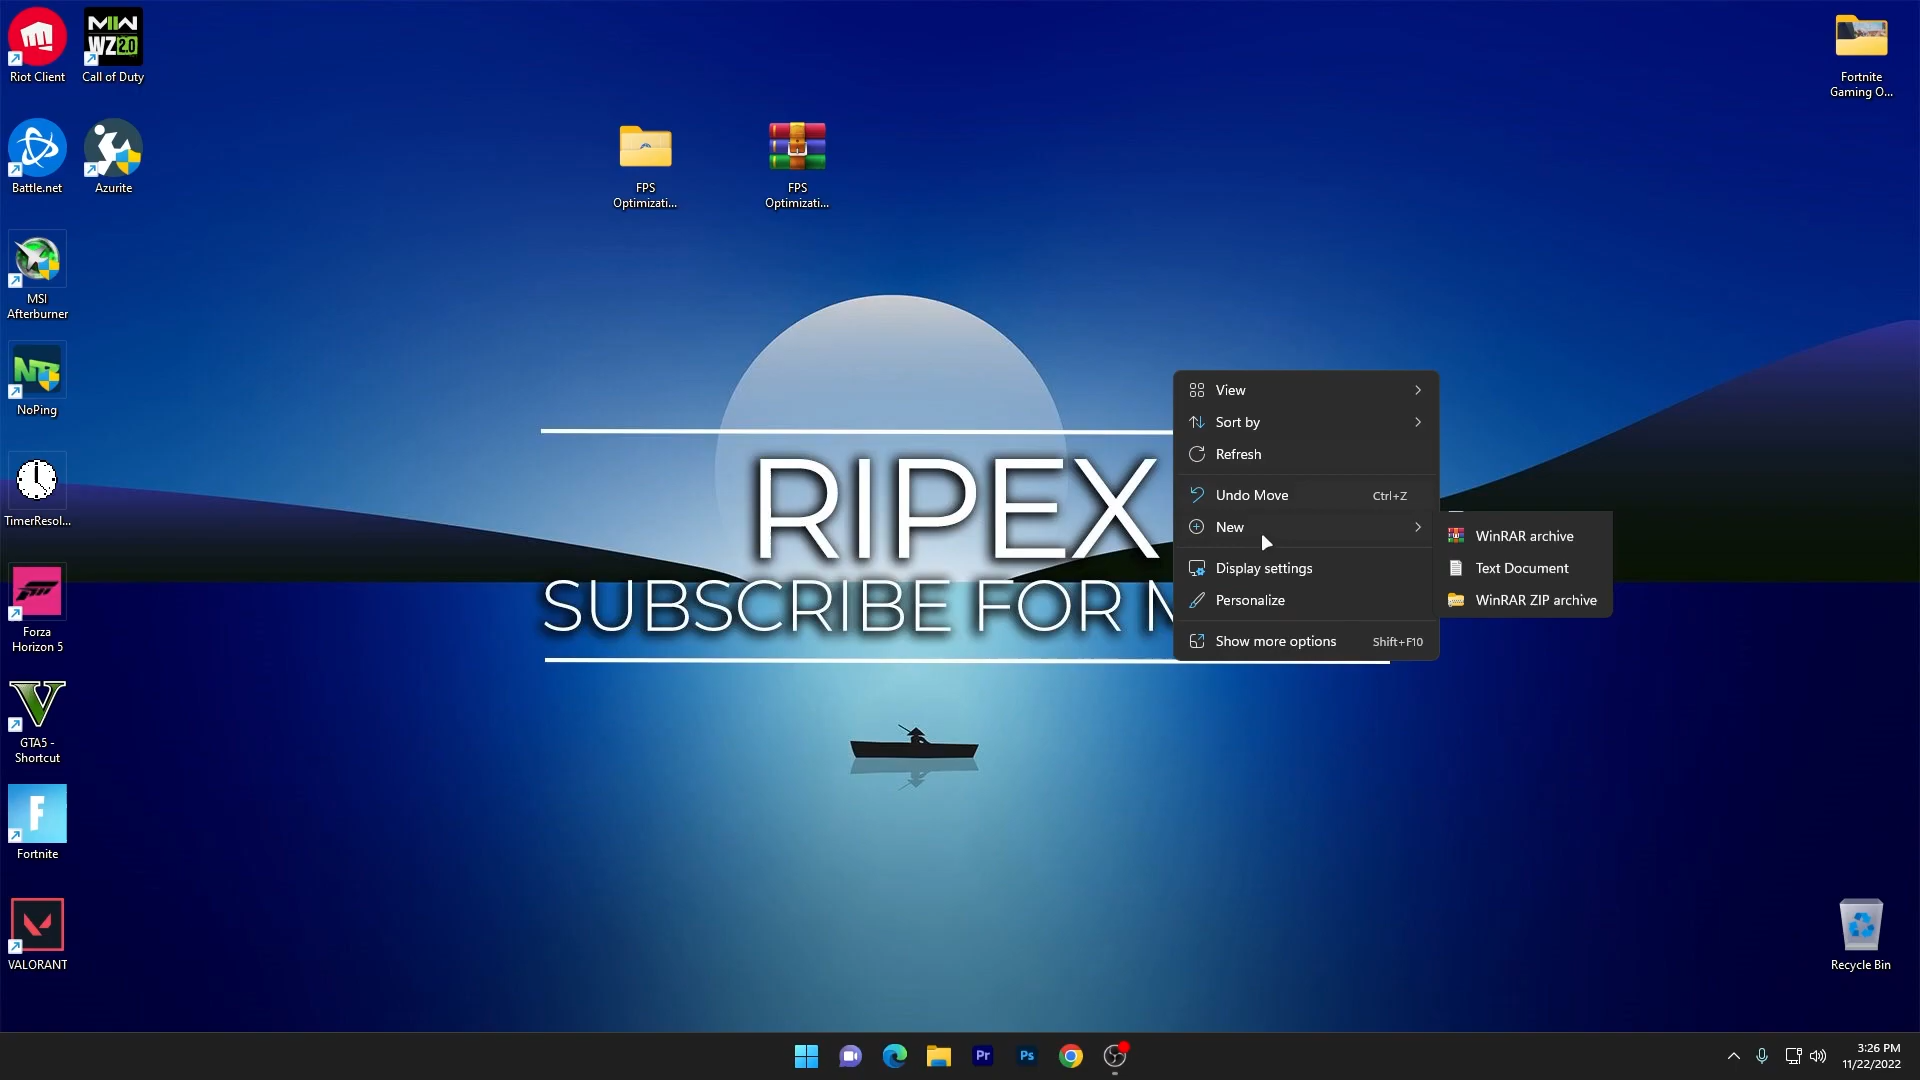 Riot Client
MW
WZ2.0
Call of Duty
Fortnite
Gaming O...
Battle.net
Azurite
FPS
Optimizati...
FPS
Optimizati...
MSI
Afterburner
NoPing
TimerResol...
Forza
Horizon 5
GTA5 -
Shortcut
F
Fortnite
VALORANT
RIPEX
SUBSCRIBE FOR M
View
Sort by
Refresh
Undo Move Ctrl+Z
New
Display settings
Personalize
Show more options Shift+F10
WinRAR archive
Text Document
WinRAR ZIP archive
Recycle Bin
Pr
Ps
3:26 PM
11/22/2022